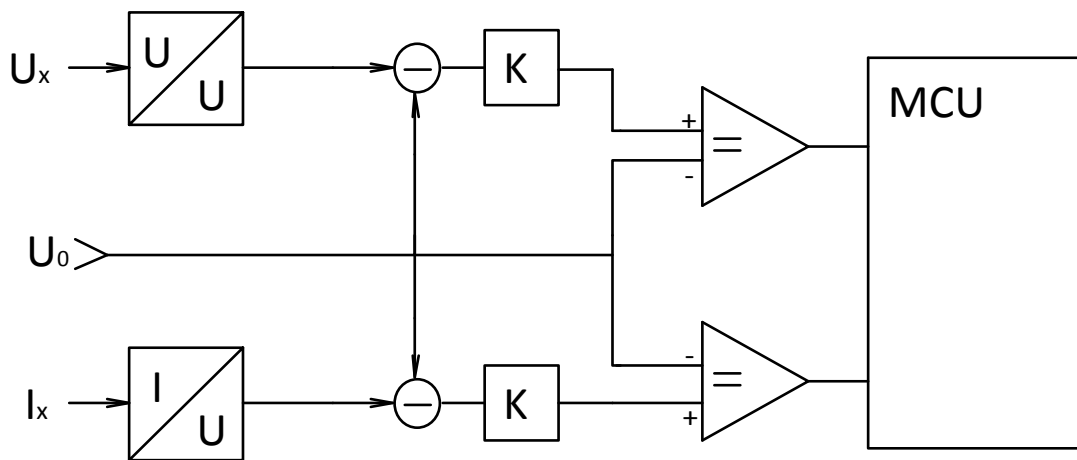 Ux
U
U
K
MCU
+
=
-
U0
Ix
I
U
K
-
=
+